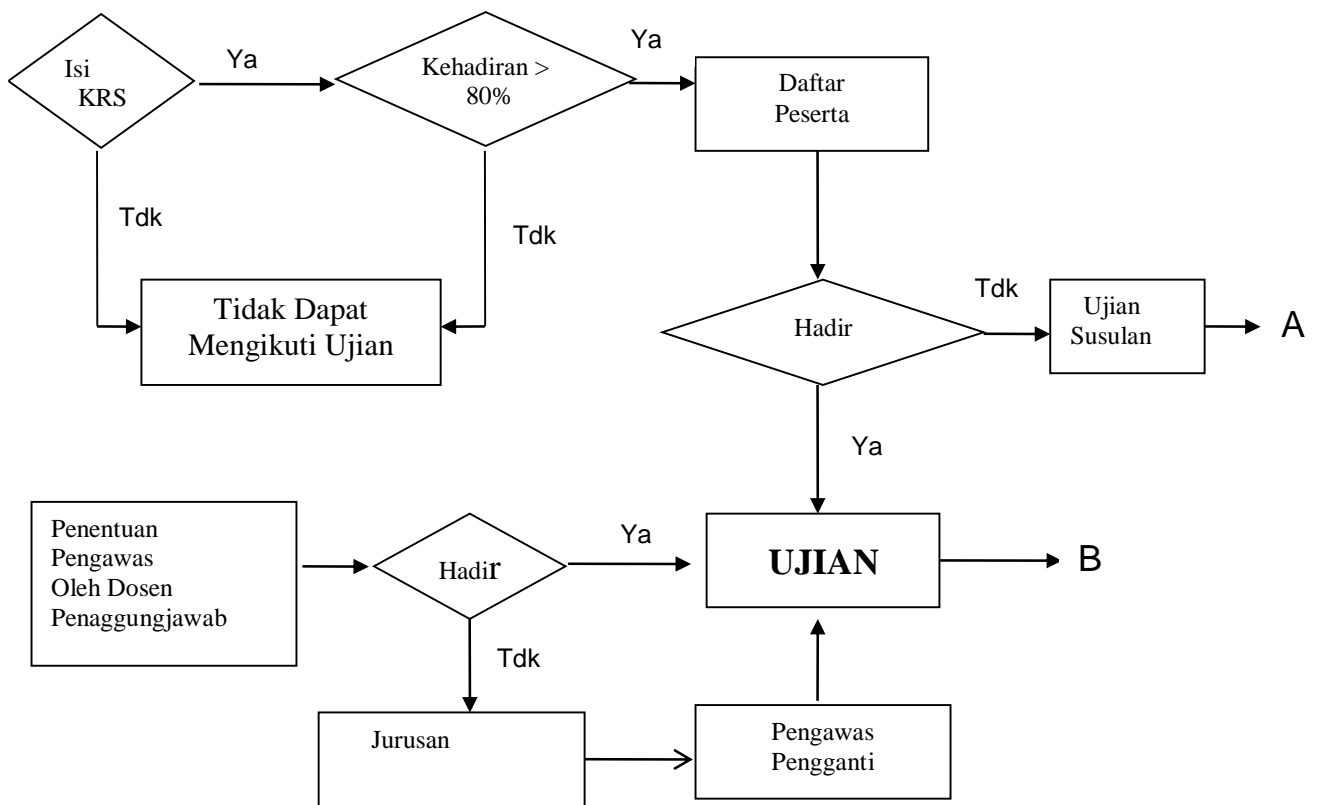 Isi
KRS
Ya
Kehadiran >
80%
Ya
Daftar
Peserta
Tdk
Tdk
Tidak Dapat
Mengikuti Ujian
Hadir
Tdk
Ujian
Susulan
A
Ya
Penentuan
Pengawas
Oleh Dosen
Penaggungjawab
Hadir
Ya
UJIAN
B
Tdk
Jurusan
Pengawas
Pengganti